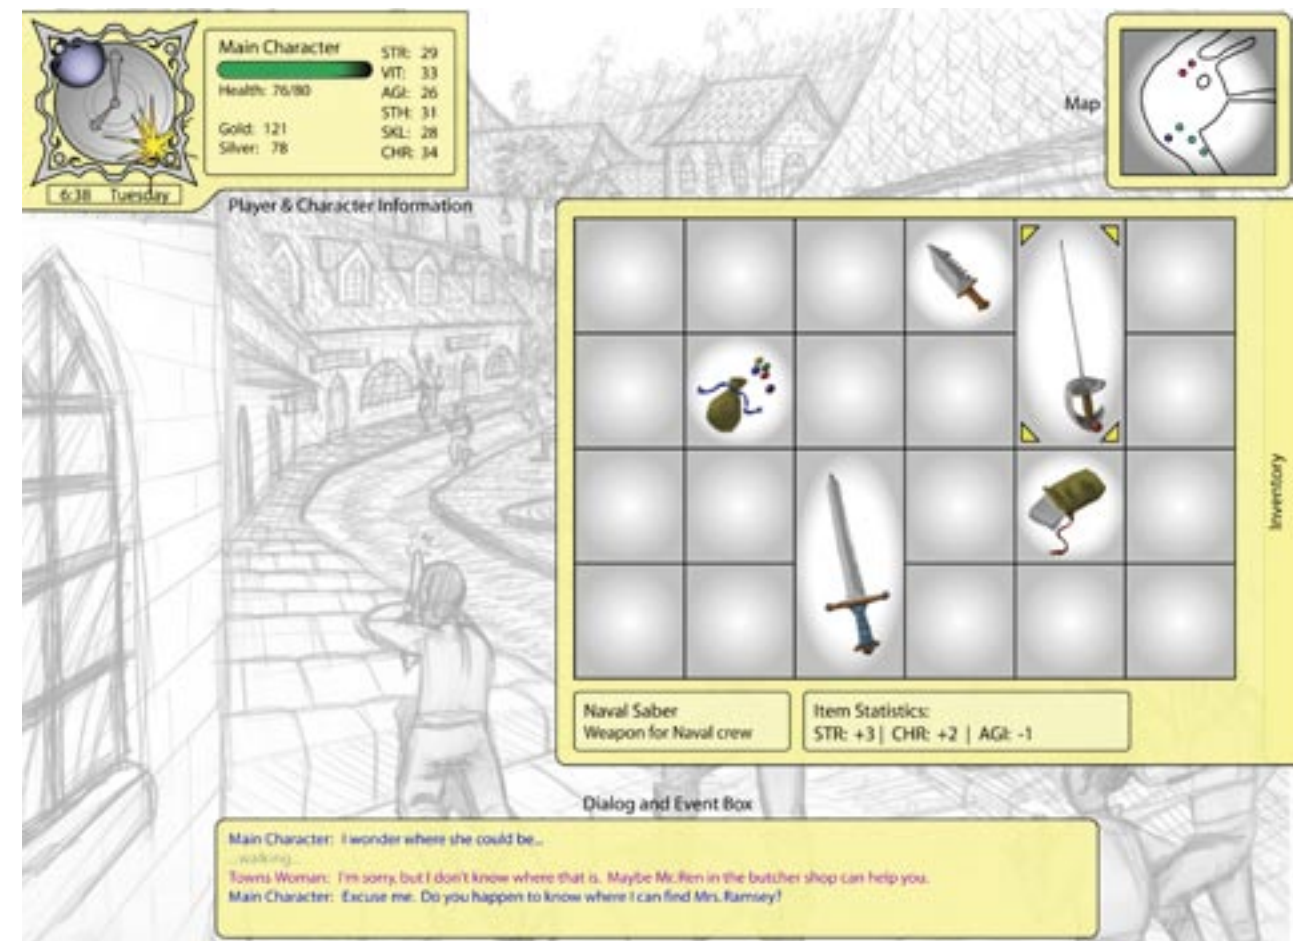 Main Character
Health: 76/80
Gold: 121
Silver: 78
STR: 29
VIT: 33
AGI: 26
STH: 31
SKL: 28
CHR: 34
6:38 Tuesday
Player & Character Information
Map
Inventory
Naval Saber
Weapon for Naval crew
Item Statistics:
STR: +3 | CHR: +2 | AGI: -1
Dialog and Event Box
Main Character: I wonder where she could be...
...walking...
Towns Woman: I'm sorry, but I don't know where that is. Maybe Mr. Ren in the butcher shop can help you.
Main Character: Excuse me. Do you happen to know where I can find Mrs. Ramsey?